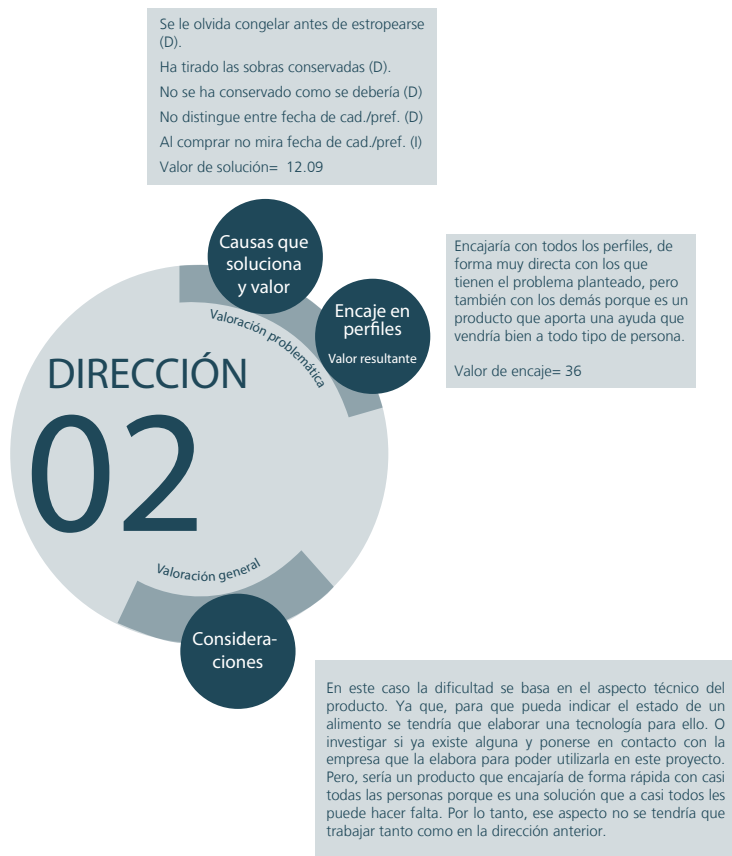 Se le olvida congelar antes de estropearse
(D).
Ha tirado las sobras conservadas (D).
No se ha conservado como se debería (D)
No distingue entre fecha de cad./pref. (D)
Al comprar no mira fecha de cad./pref. (I)
Valor de solución= 12.09
Causas que
soluciona
y valor
Encaje en
perfiles
Valor resultante
Encajaría con todos los perfiles, de
forma muy directa con los que
tienen el problema planteado, pero
también con los demás porque es un
producto que aporta una ayuda que
vendría bien a todo tipo de persona.
Valor de encaje= 36
Valoración problemática
DIRECCIÓN
02
Valoración general
Considera-
ciones
En este caso la dificultad se basa en el aspecto técnico del
producto. Ya que, para que pueda indicar el estado de un
alimento se tendría que elaborar una tecnología para ello. O
investigar si ya existe alguna y ponerse en contacto con la
empresa que la elabora para poder utilizarla en este proyecto.
Pero, sería un producto que encajaría de forma rápida con casi
todas las personas porque es una solución que a casi todos les
puede hacer falta. Por lo tanto, ese aspecto no se tendría que
trabajar tanto como en la dirección anterior.